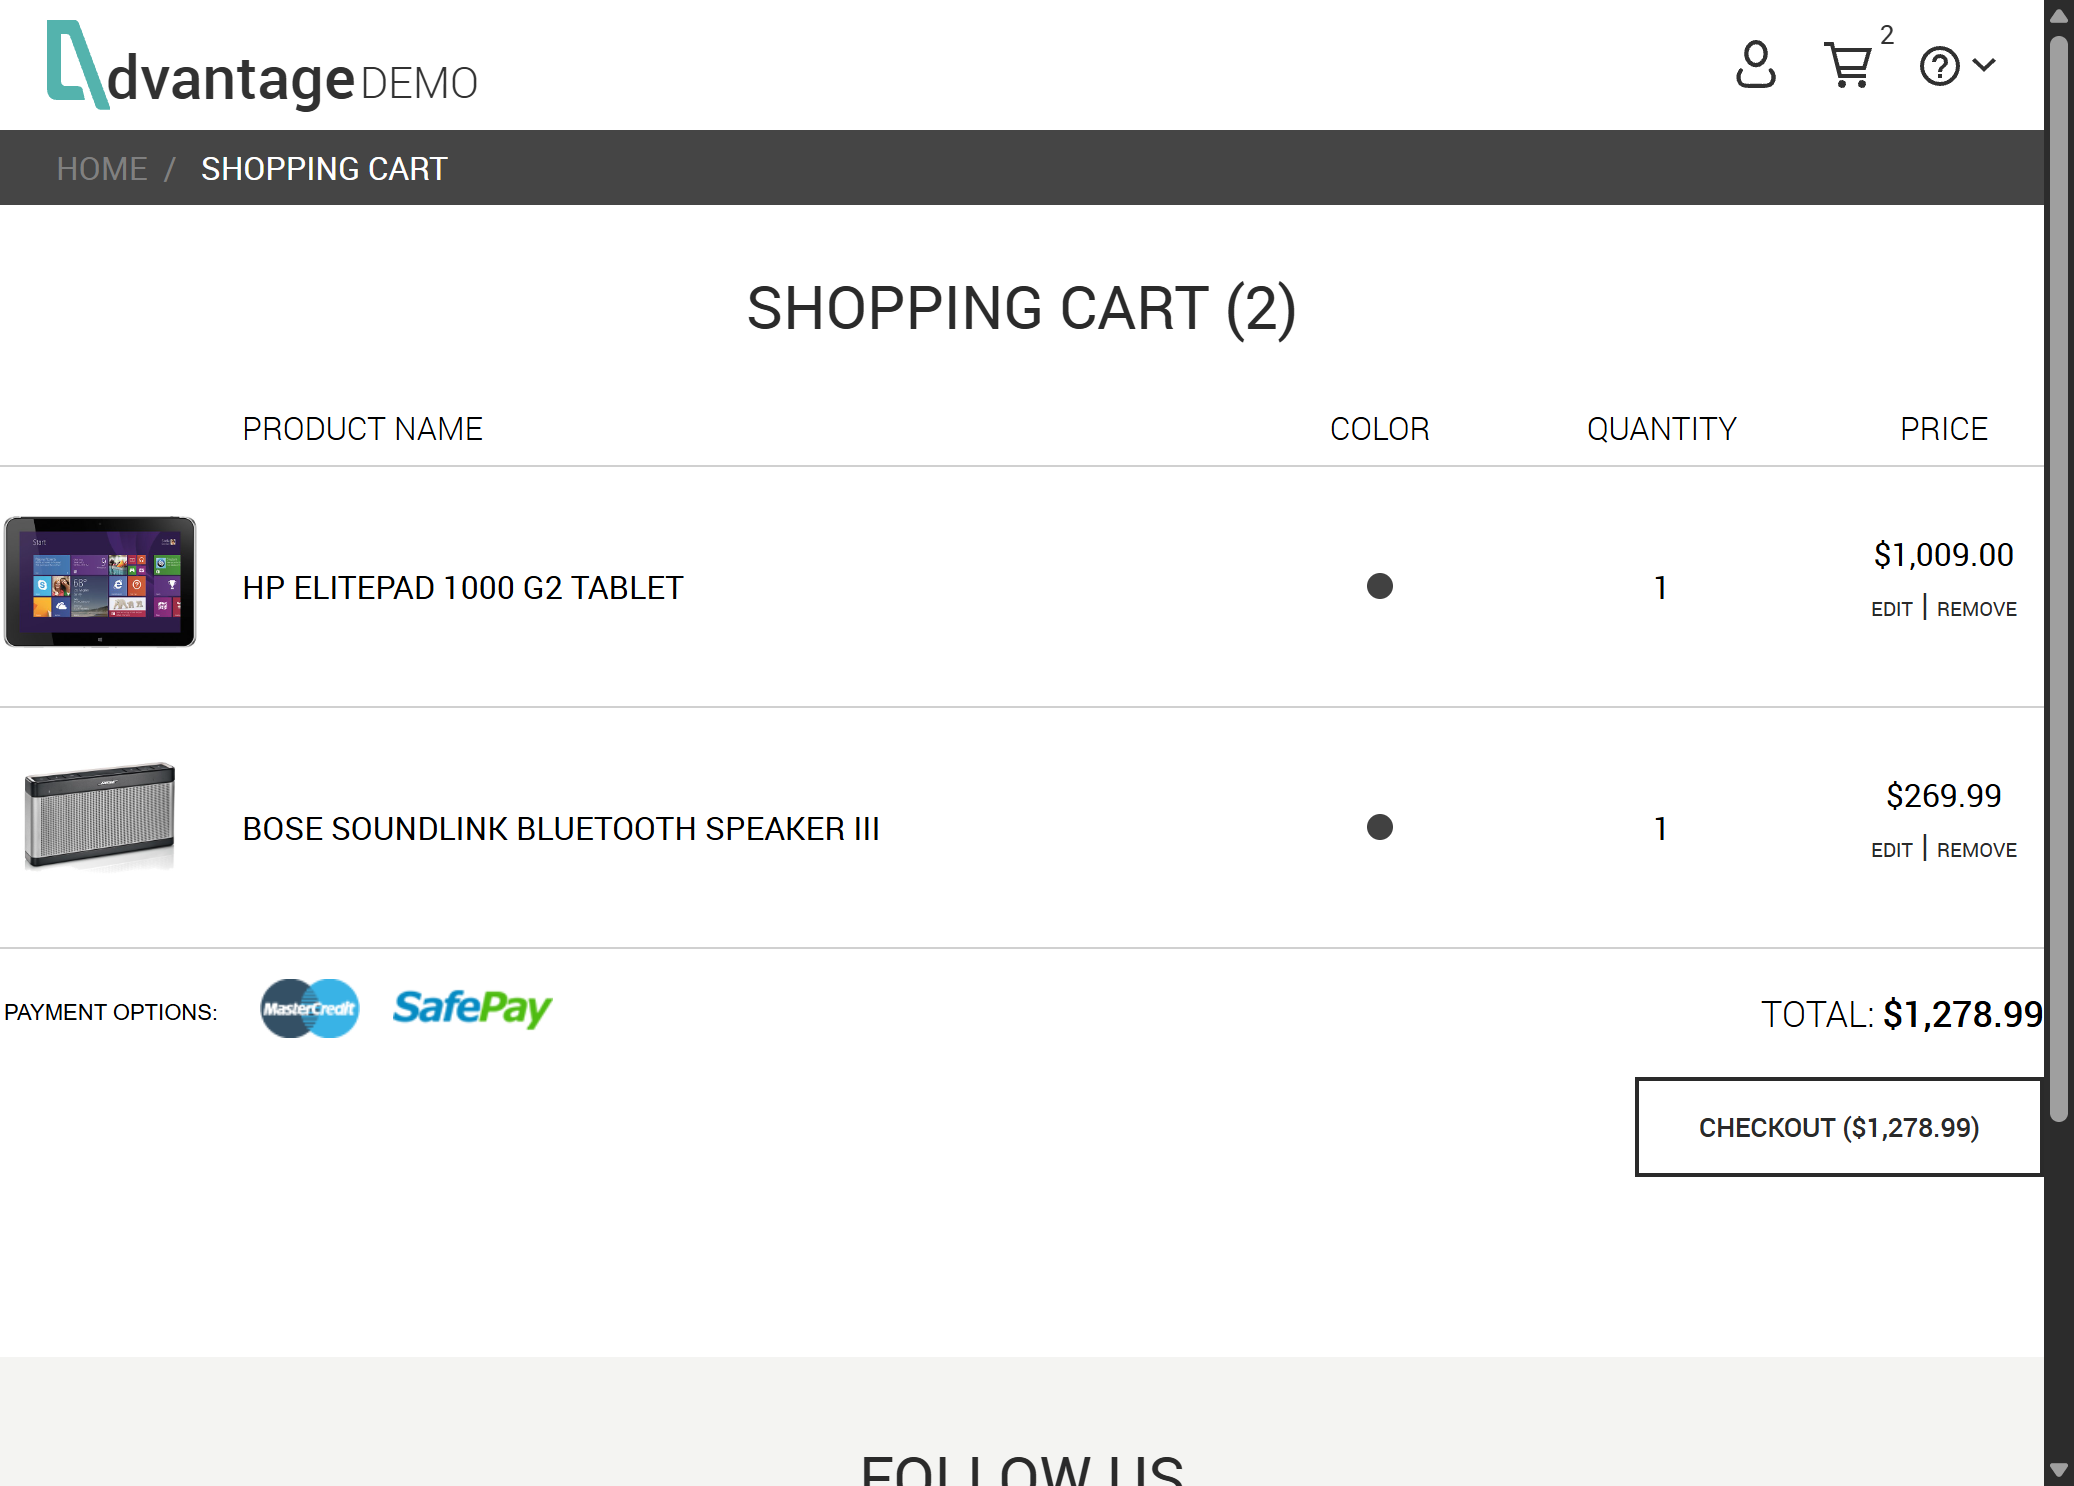 dvantage DEMO
2
HOME / SHOPPING CART
SHOPPING CART (2)
PRODUCT NAME COLOR QUANTITY PRICE
HP ELITEPAD 1000 G2 TABLET 1 $1,009.00
EDIT | REMOVE
BOSE SOUNDLINK BLUETOOTH SPEAKER III 1 $269.99
EDIT | REMOVE
PAYMENT OPTIONS: MasterCredit SafePay TOTAL: $1,278.99
CHECKOUT ($1,278.99)
FOLLOW US